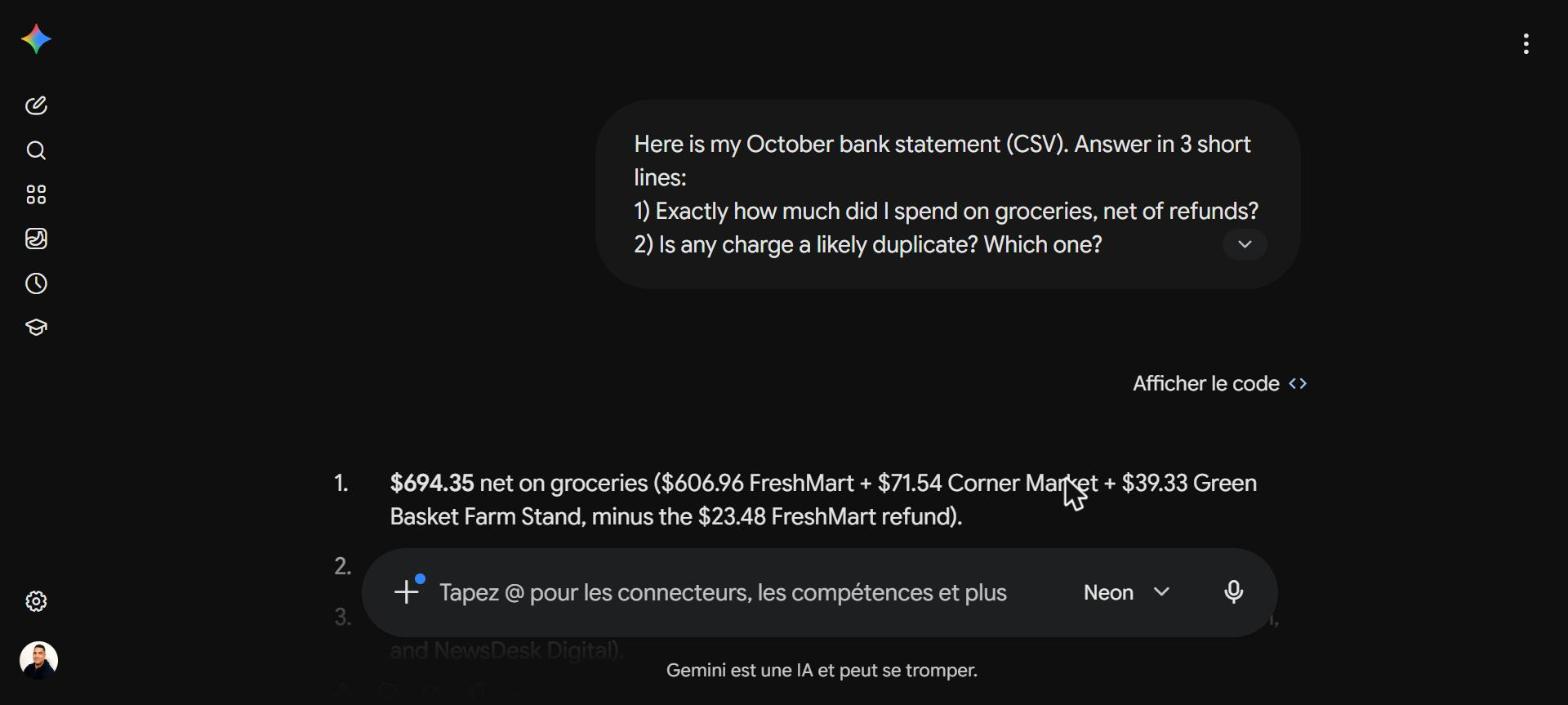 Here is my October bank statement (CSV). Answer in 3 short
lines:
1) Exactly how much did I spend on groceries, net of refunds?
2) Is any charge a likely duplicate? Which one?
Afficher le code <>
1. $694.35 net on groceries ($606.96 FreshMart + $71.54 Corner Market + $39.33 Green
Basket Farm Stand, minus the $23.48 FreshMart refund).
2.
3.
and NewsDesk Digital).
Tapez @ pour les connecteurs, les compétences et plus
Neon
Gemini est une IA et peut se tromper.